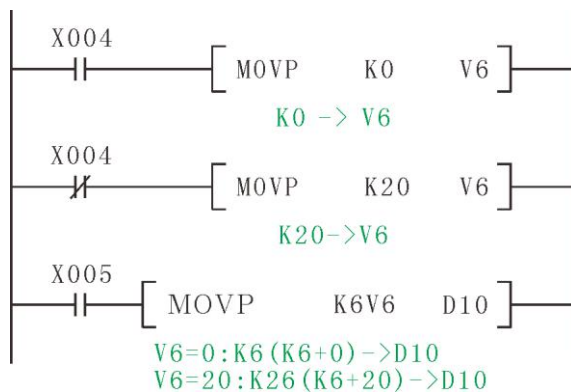 X004
MOVP K0 V6
K0 -> V6
X004
MOVP K20 V6
K20->V6
X005
MOVP K6V6 D10
V6=0:K6(K6+0)->D10
V6=20:K26(K6+20)->D10